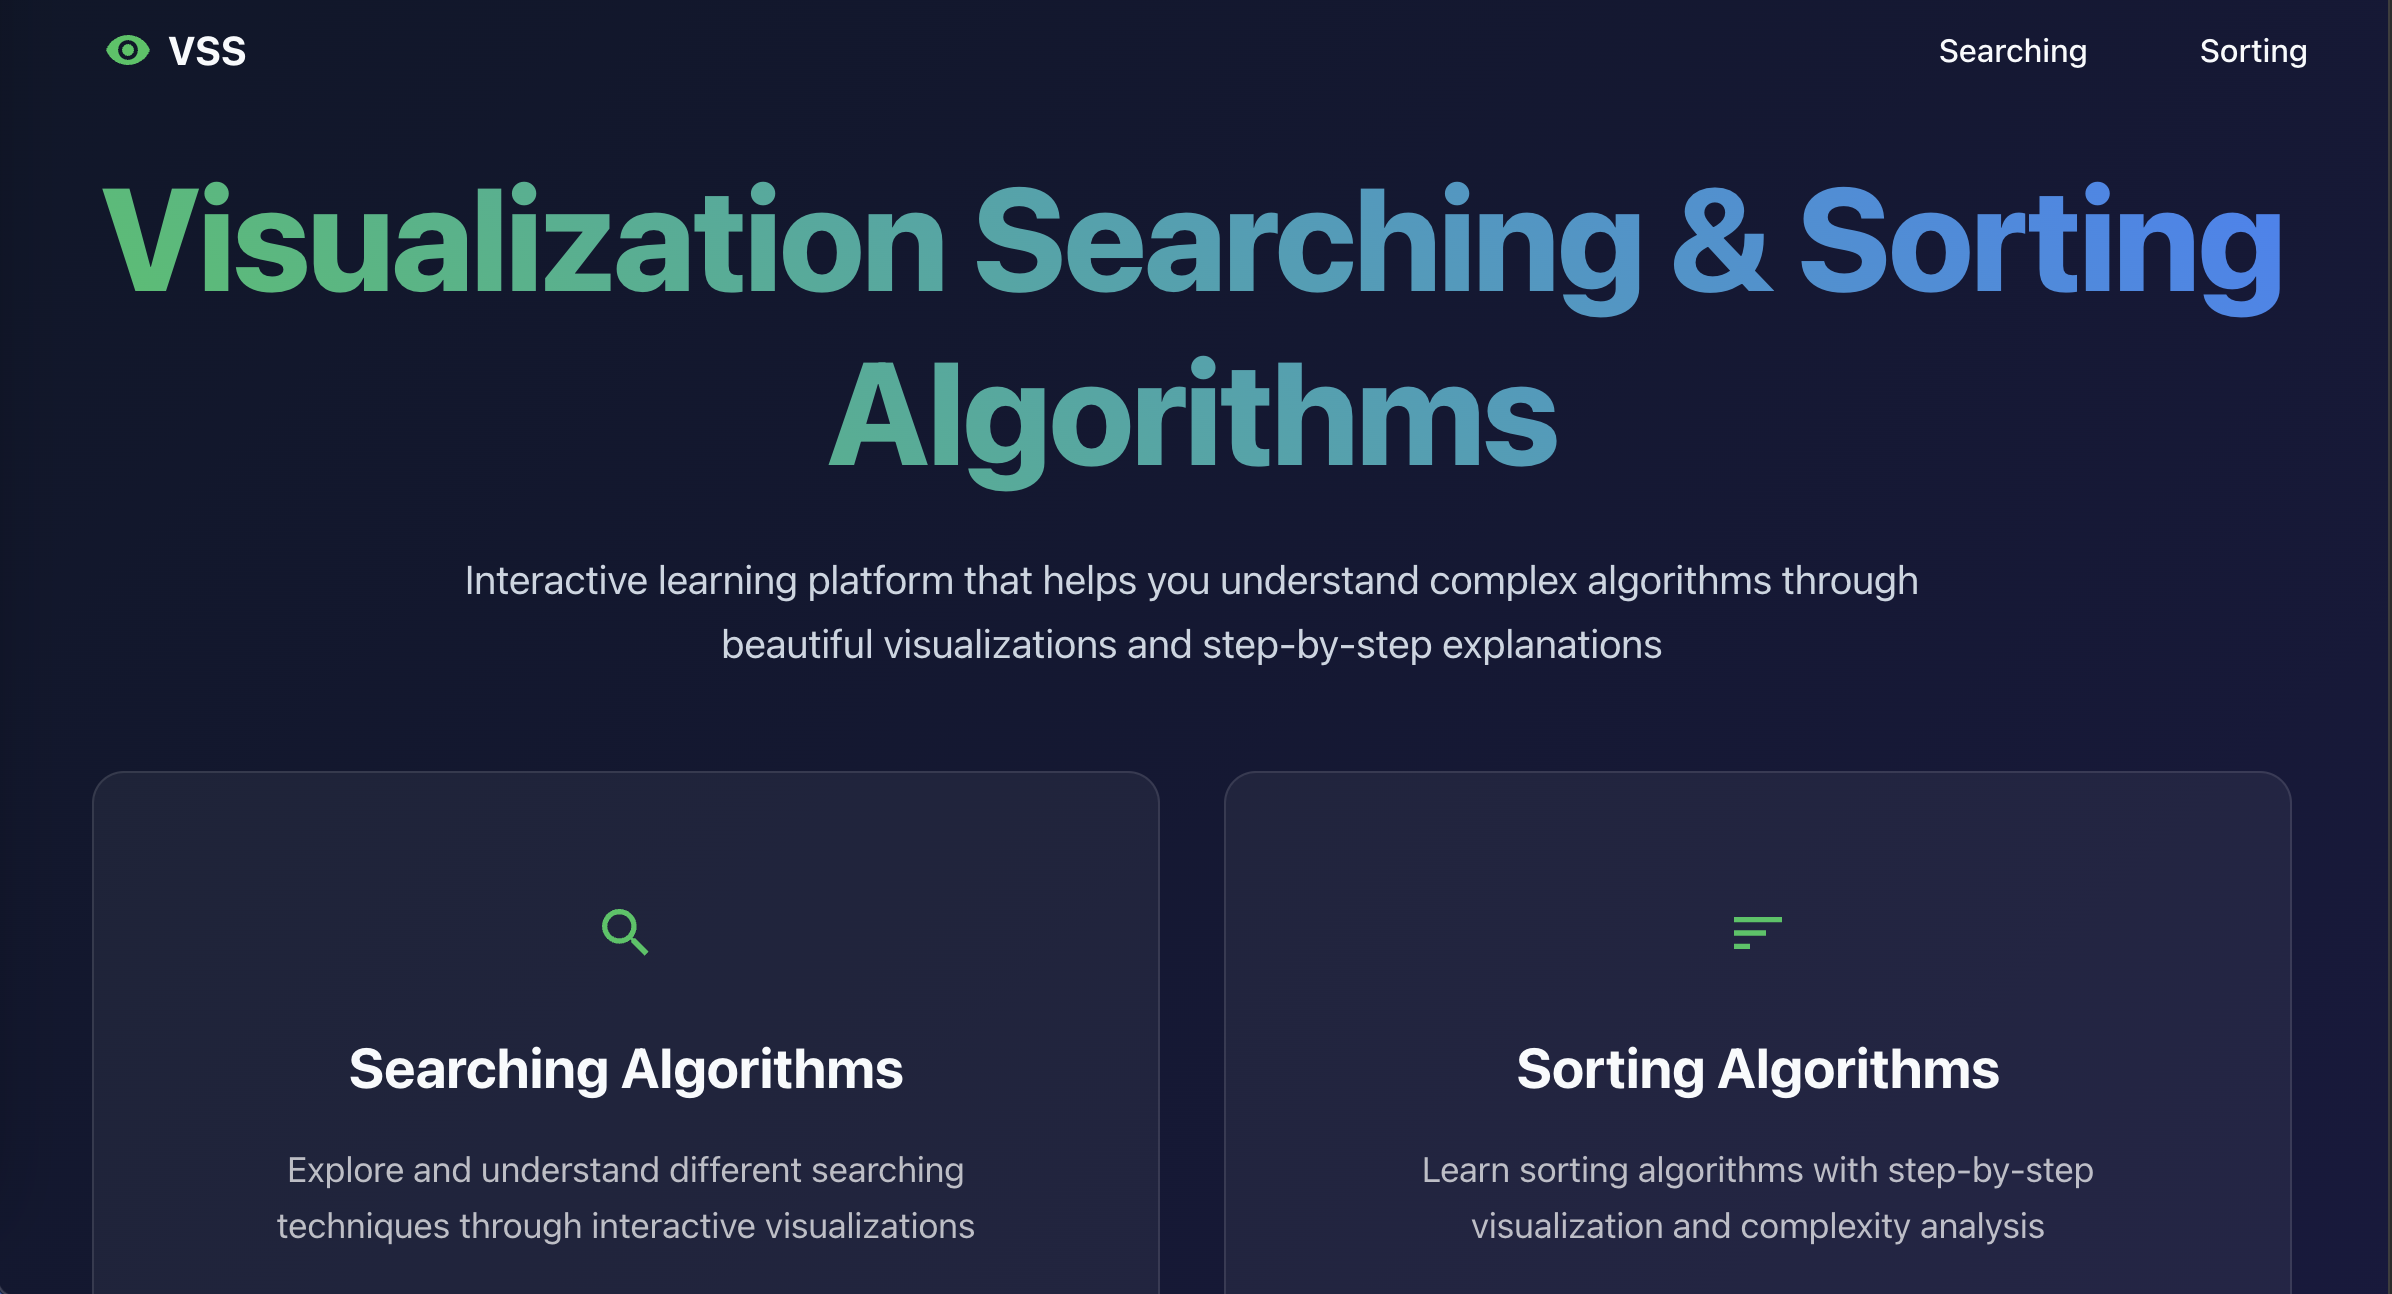 VSS
Searching
Sorting
Visualization Searching & Sorting
Algorithms
Interactive learning platform that helps you understand complex algorithms through
beautiful visualizations and step-by-step explanations
Searching Algorithms
Explore and understand different searching
techniques through interactive visualizations
Sorting Algorithms
Learn sorting algorithms with step-by-step
visualization and complexity analysis